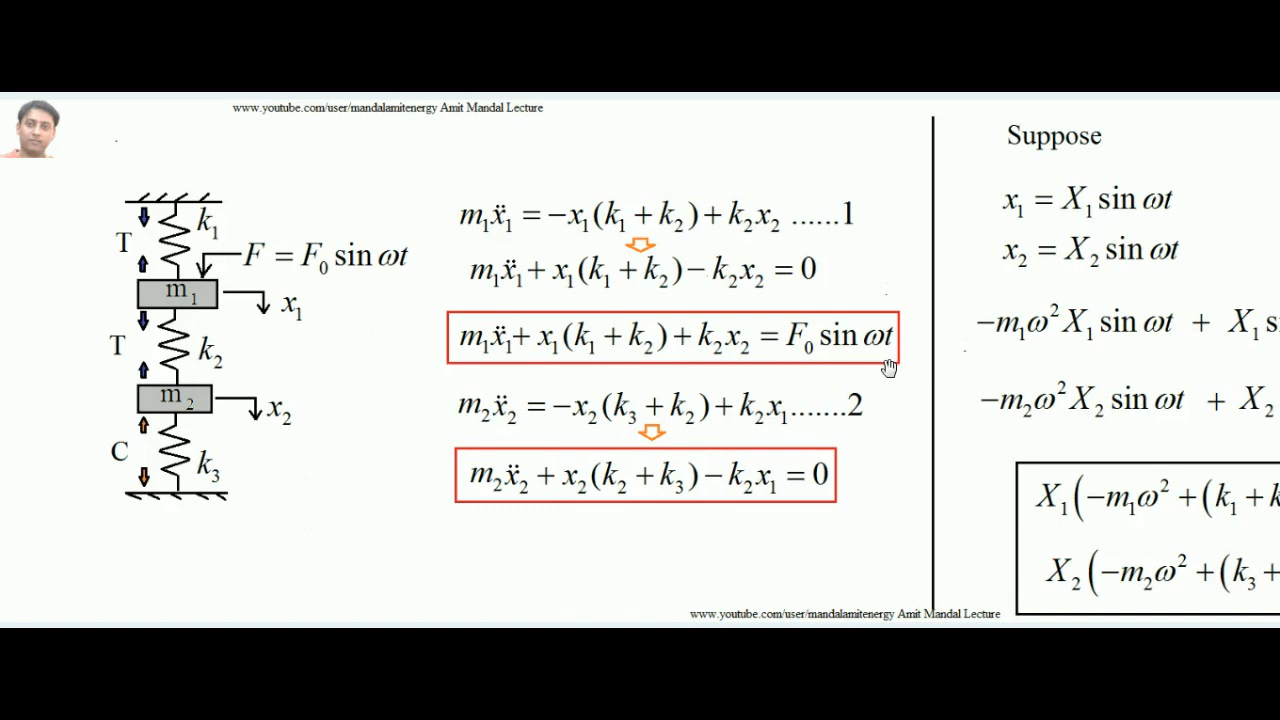 www.youtube.com/user/mandalamitenergy Amit Mandal Lecture
T
k₁
F = F₀ sin ωt
m₁
x₁
T
k₂
m₂
x₂
C
k₃
m₁ẍ₁ = −x₁(k₁ + k₂) + k₂x₂ ......1
m₁ẍ₁ + x₁(k₁ + k₂) − k₂x₂ = 0
m₁ẍ₁ + x₁(k₁ + k₂) + k₂x₂ = F₀ sin ωt
m₂ẍ₂ = −x₂(k₃ + k₂) + k₂x₁.......2
m₂ẍ₂ + x₂(k₂ + k₃) − k₂x₁ = 0
Suppose
x₁ = X₁ sin ωt
x₂ = X₂ sin ωt
−m₁ω² X₁ sin ωt + X₁ s
−m₂ω² X₂ sin ωt + X₂
X₁(−m₁ω² + (k₁ + k
X₂(−m₂ω² + (k₃ +
www.youtube.com/user/mandalamitenergy Amit Mandal Lecture